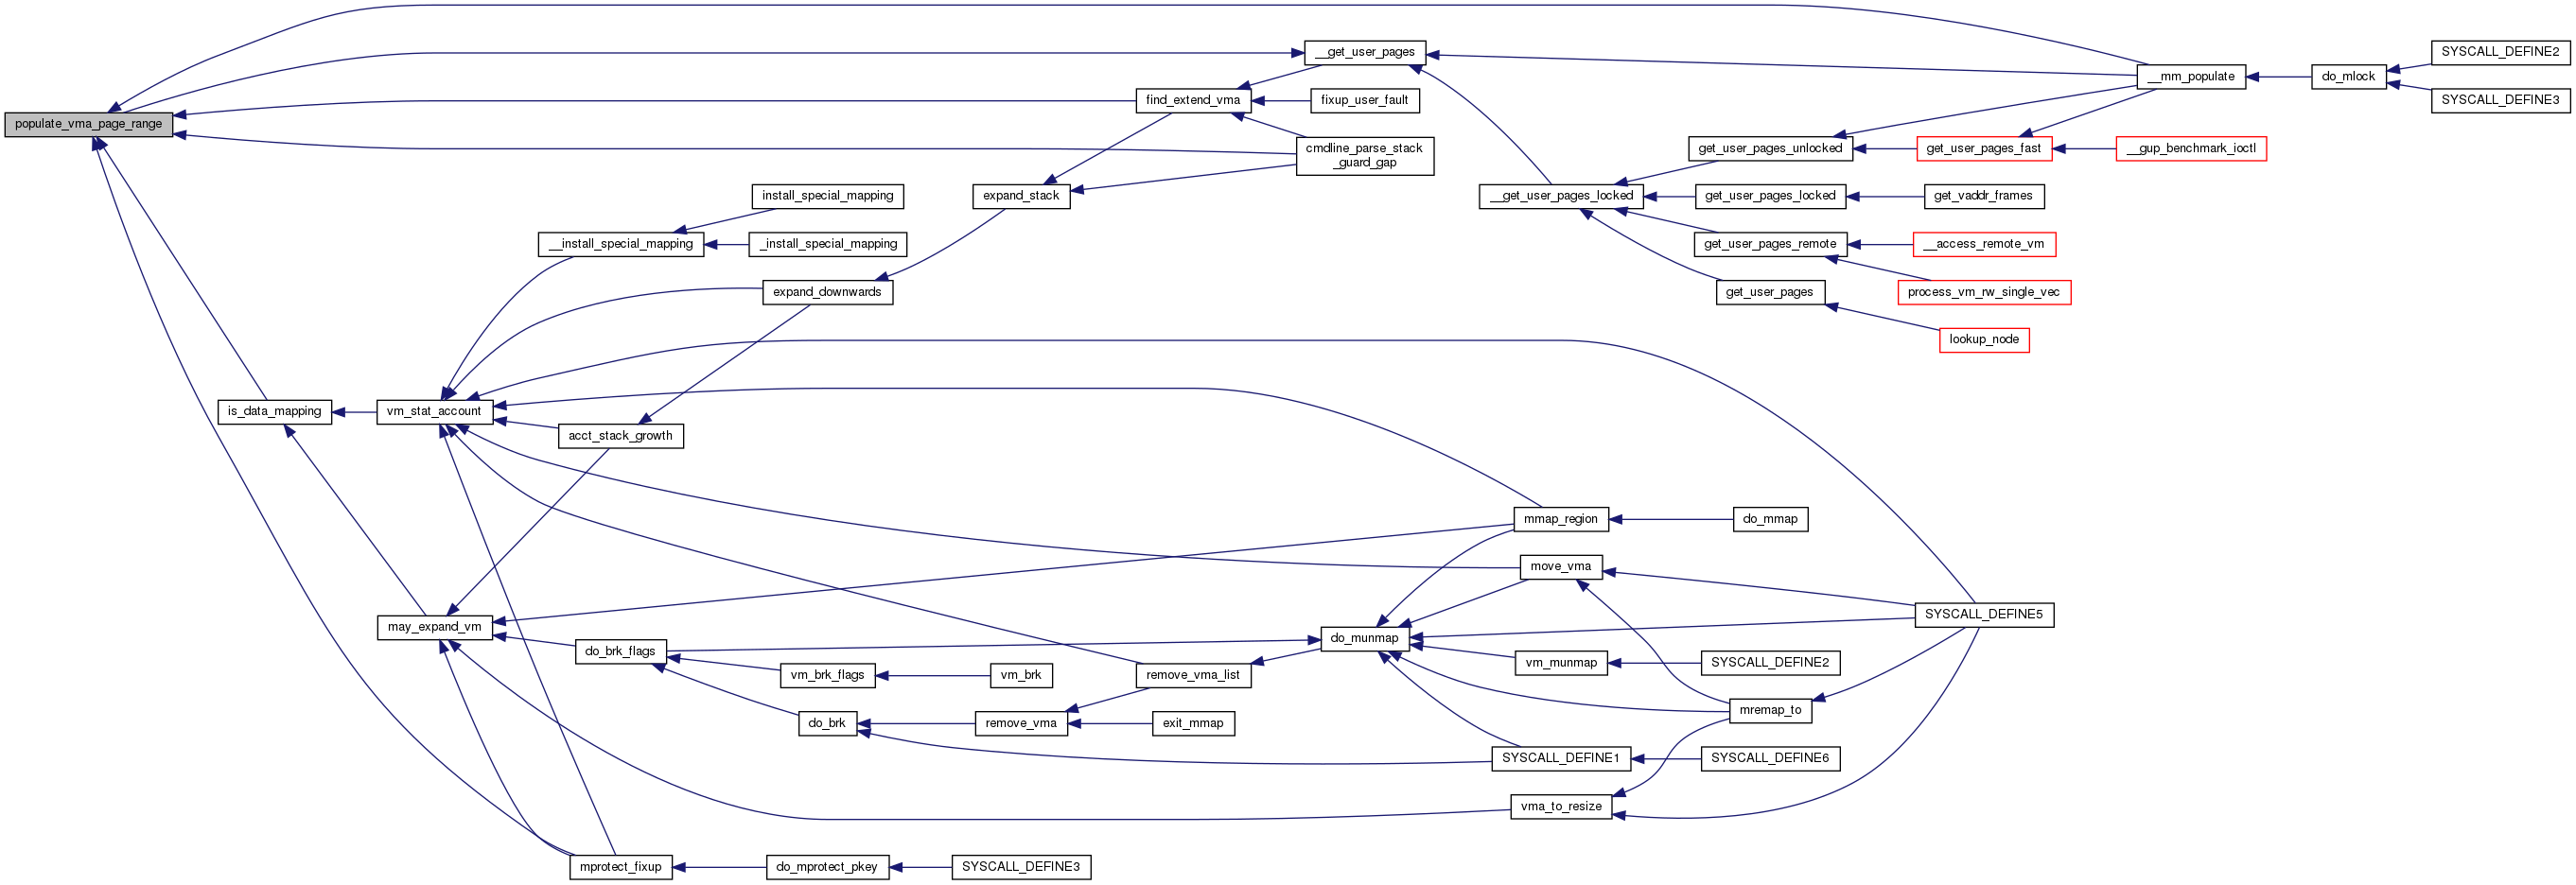 populate_vma_page_range
is_data_mapping
vm_stat_account
may_expand_vm
__install_special_mapping
acct_stack_growth
do_brk_flags
mprotect_fixup
install_special_mapping
_install_special_mapping
expand_downwards
vm_brk_flags
do_brk
do_mprotect_pkey
expand_stack
vm_brk
remove_vma
SYSCALL_DEFINE3
find_extend_vma
remove_vma_list
exit_mmap
__get_user_pages
fixup_user_fault
cmdline_parse_stack
_guard_gap
do_munmap
__get_user_pages_locked
mmap_region
move_vma
vm_munmap
SYSCALL_DEFINE1
vma_to_resize
get_user_pages_unlocked
get_user_pages_locked
get_user_pages_remote
get_user_pages
do_mmap
SYSCALL_DEFINE2
mremap_to
SYSCALL_DEFINE6
get_user_pages_fast
get_vaddr_frames
__access_remote_vm
process_vm_rw_single_vec
lookup_node
SYSCALL_DEFINE5
__mm_populate
__gup_benchmark_ioctl
do_mlock
SYSCALL_DEFINE2
SYSCALL_DEFINE3